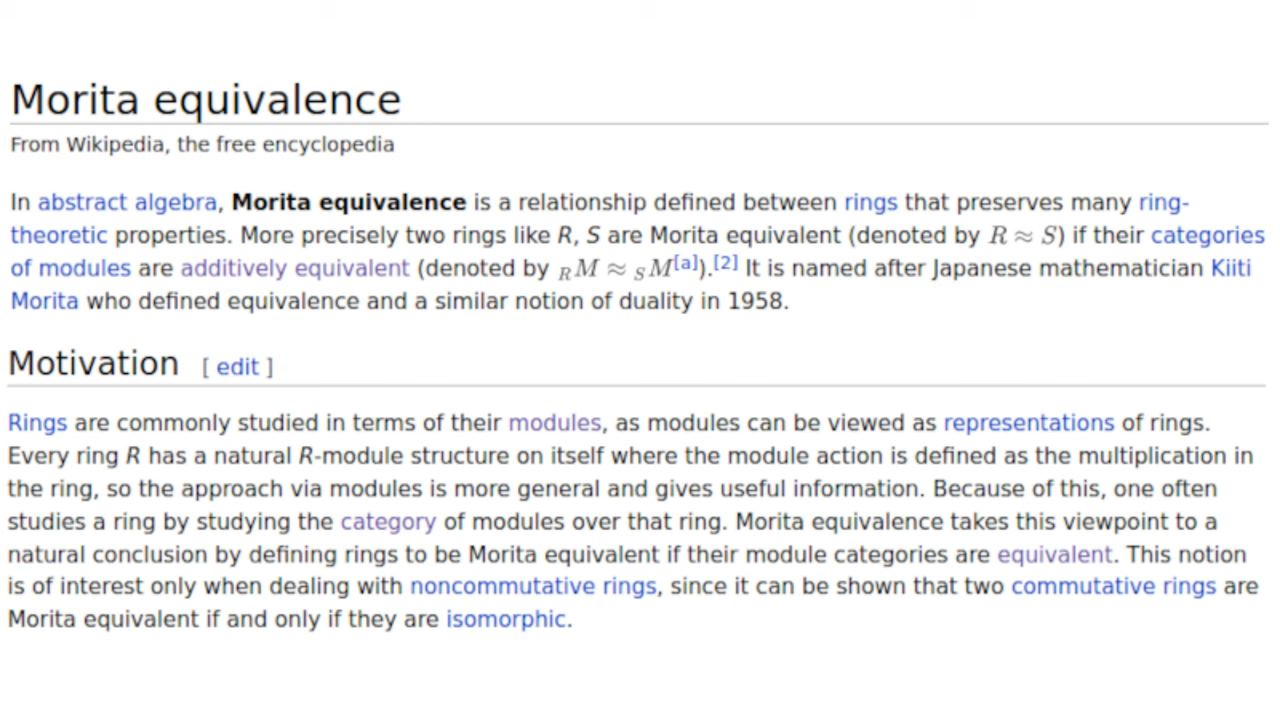 Morita equivalence
From Wikipedia, the free encyclopedia
In abstract algebra, Morita equivalence is a relationship defined between rings that preserves many ring-
theoretic properties. More precisely two rings like R, S are Morita equivalent (denoted by R ≈ S) if their categories
of modules are additively equivalent (denoted by RM ≈ SM[a]).[2] It is named after Japanese mathematician Kiiti
Morita who defined equivalence and a similar notion of duality in 1958.
Motivation [ edit ]
Rings are commonly studied in terms of their modules, as modules can be viewed as representations of rings.
Every ring R has a natural R-module structure on itself where the module action is defined as the multiplication in
the ring, so the approach via modules is more general and gives useful information. Because of this, one often
studies a ring by studying the category of modules over that ring. Morita equivalence takes this viewpoint to a
natural conclusion by defining rings to be Morita equivalent if their module categories are equivalent. This notion
is of interest only when dealing with noncommutative rings, since it can be shown that two commutative rings are
Morita equivalent if and only if they are isomorphic.